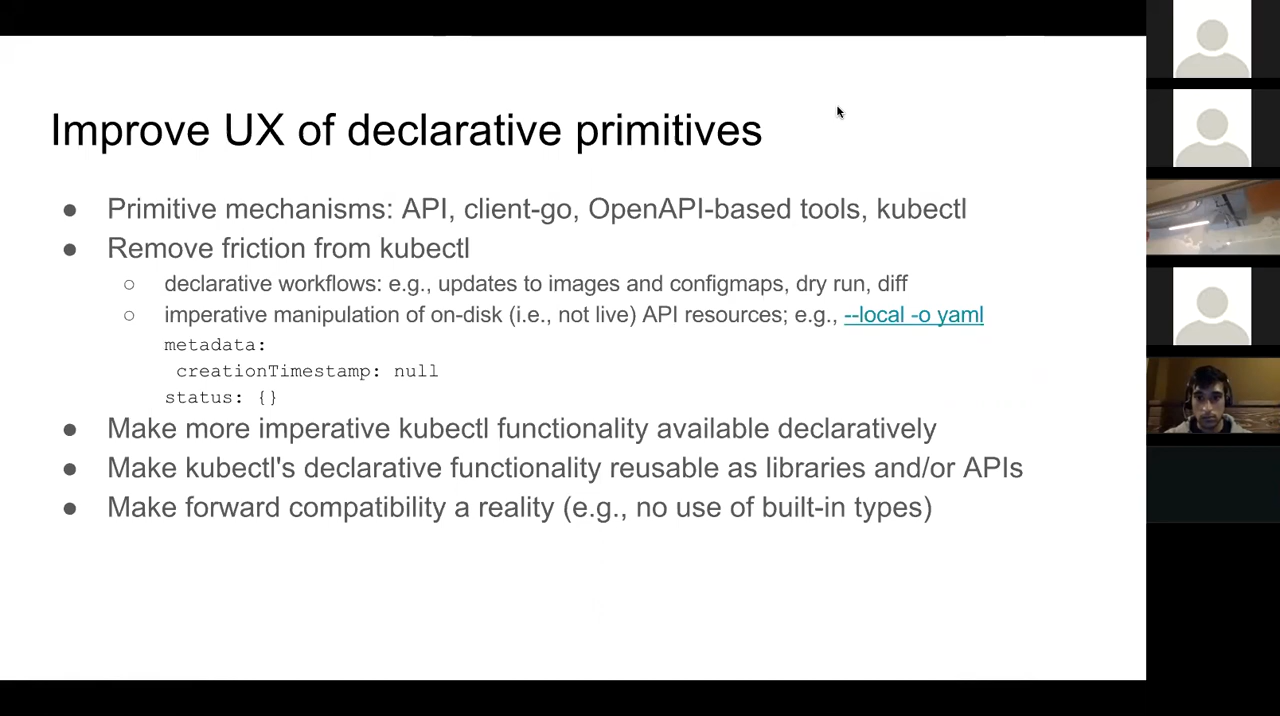 Improve UX of declarative primitives
● Primitive mechanisms: API, client-go, OpenAPI-based tools, kubectl
● Remove friction from kubectl
○ declarative workflows: e.g., updates to images and configmaps, dry run, diff
○ imperative manipulation of on-disk (i.e., not live) API resources; e.g., --local -o yaml
metadata:
 creationTimestamp: null
status: {}
● Make more imperative kubectl functionality available declaratively
● Make kubectl's declarative functionality reusable as libraries and/or APIs
● Make forward compatibility a reality (e.g., no use of built-in types)